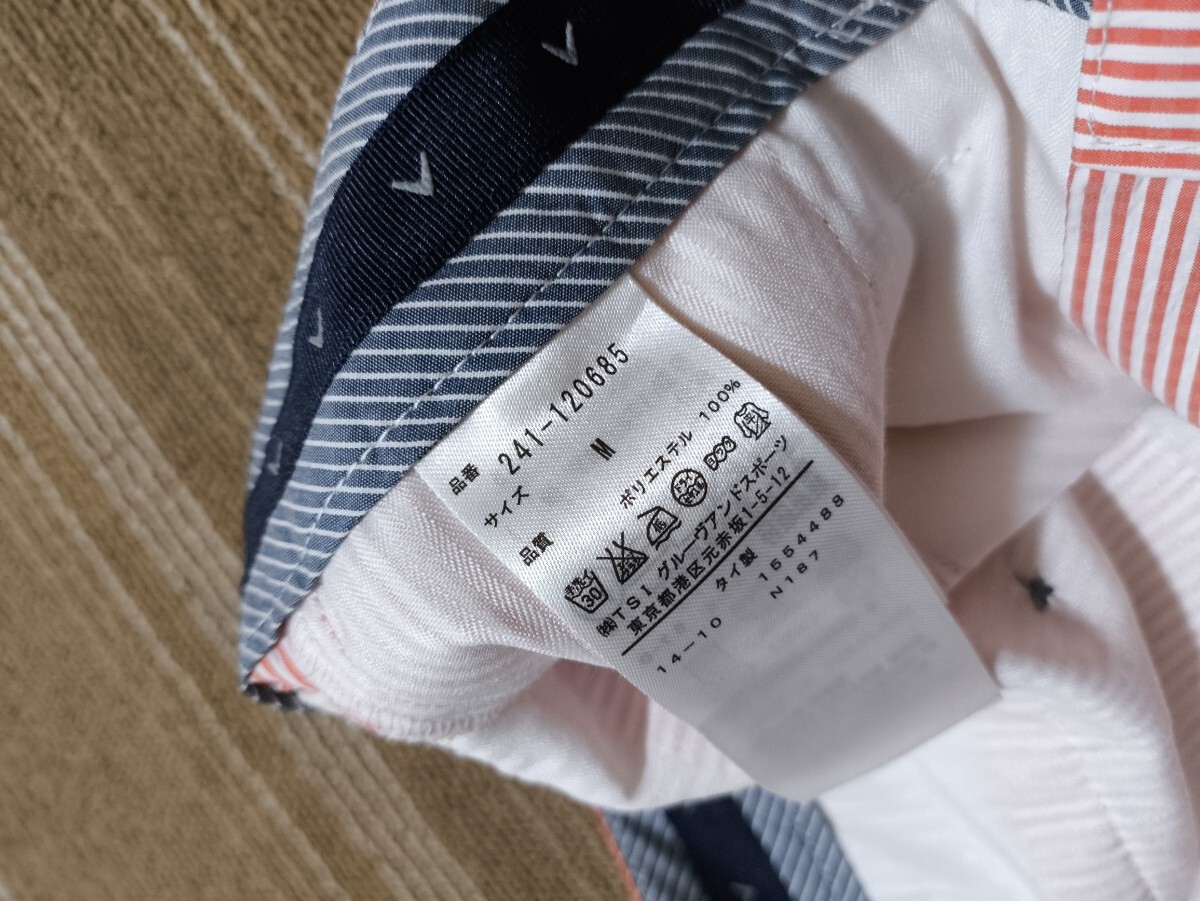 品番 241-120685
サイズ M
品質 ポリエステル 100%
30
㈱TSI グルーヴアンドスポーツ
東京都港区元赤坂1-5-12
タイ製
14-10 1554488
N187